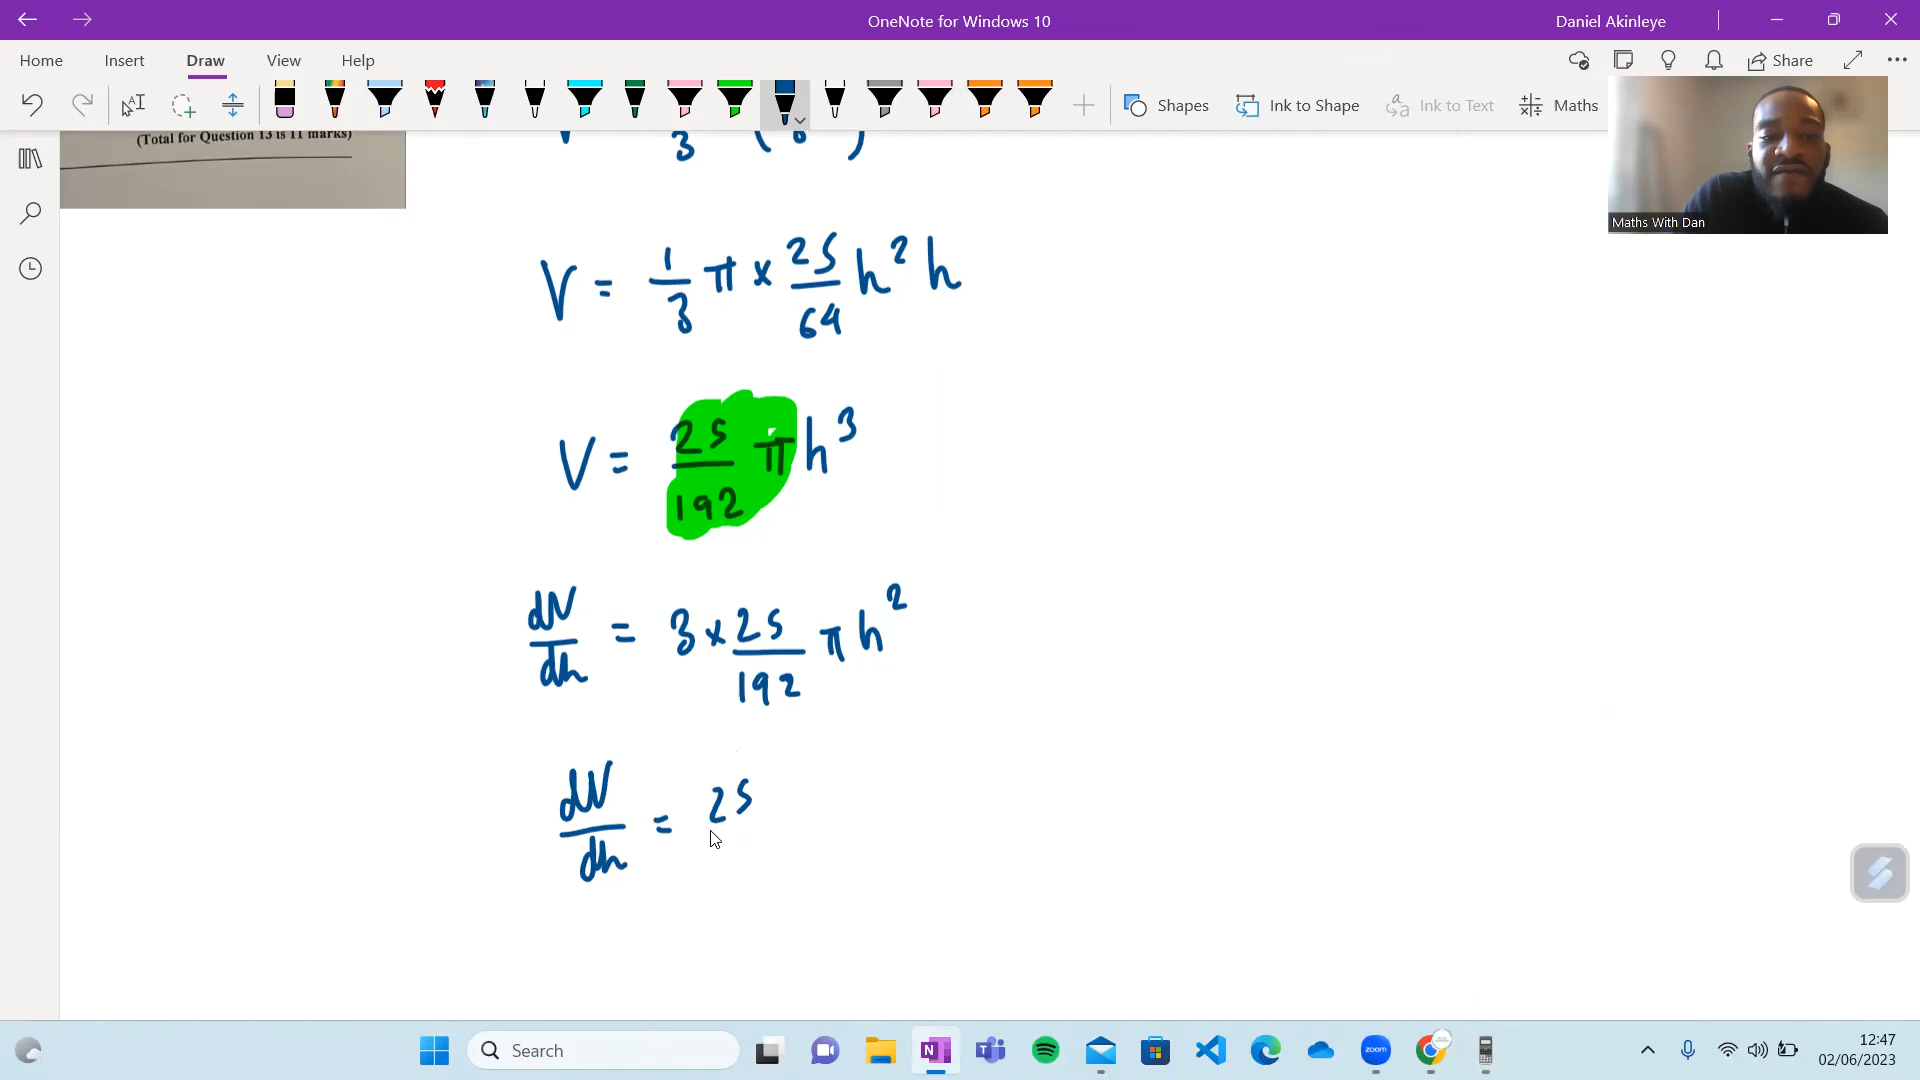 OneNote for Windows 10
Daniel Akinleye
Home Insert Draw View Help
Share
Shapes Ink to Shape Ink to Text Maths
(Total for Question 13 is 11 marks)
Maths With Dan
V = 1/3 π × 25/64 h² h
V = 25/192 π h³
dV/dh = 3 × 25/192 π h²
dV/dh = 25
Search
zoom
12:47
02/06/2023